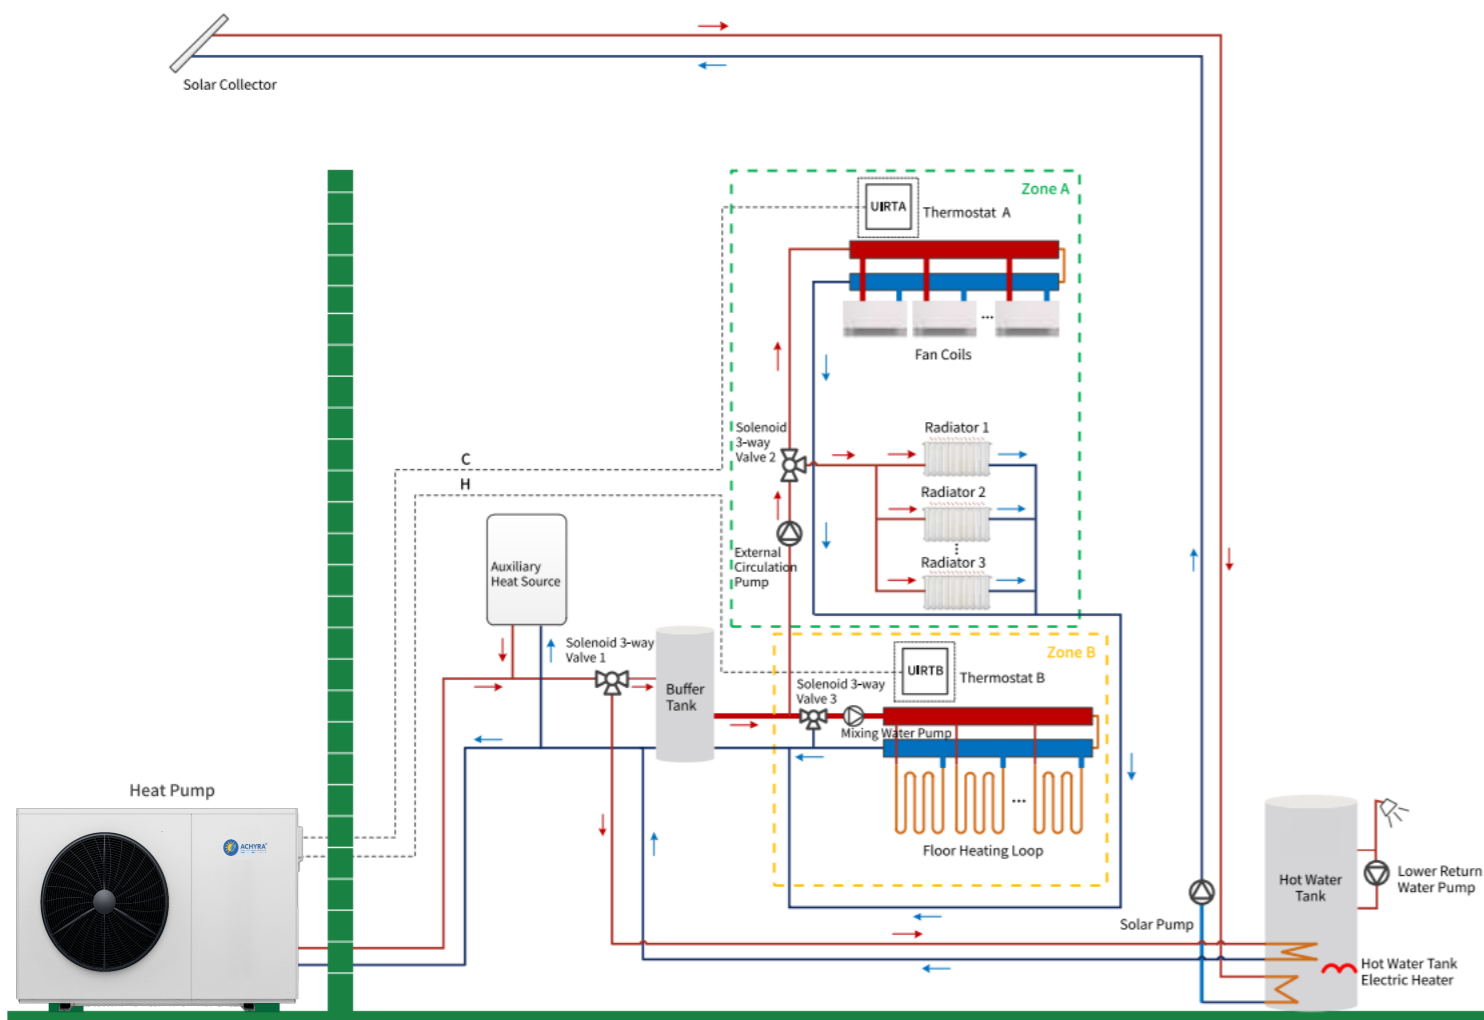 Solar Collector
Zone A
UIRTA
Thermostat A
Fan Coils
Solenoid
3-way
Valve 2
Radiator 1
Radiator 2
Radiator 3
C
H
External
Circulation
Pump
Auxiliary
Heat Source
Solenoid 3-way
Valve 1
Buffer
Tank
Zone B
UIRTB
Thermostat B
Solenoid 3-way
Valve 3
Mixing Water Pump
Floor Heating Loop
Heat Pump
ACHYRA
Hot Water
Tank
Lower Return
Water Pump
Solar Pump
Hot Water Tank
Electric Heater